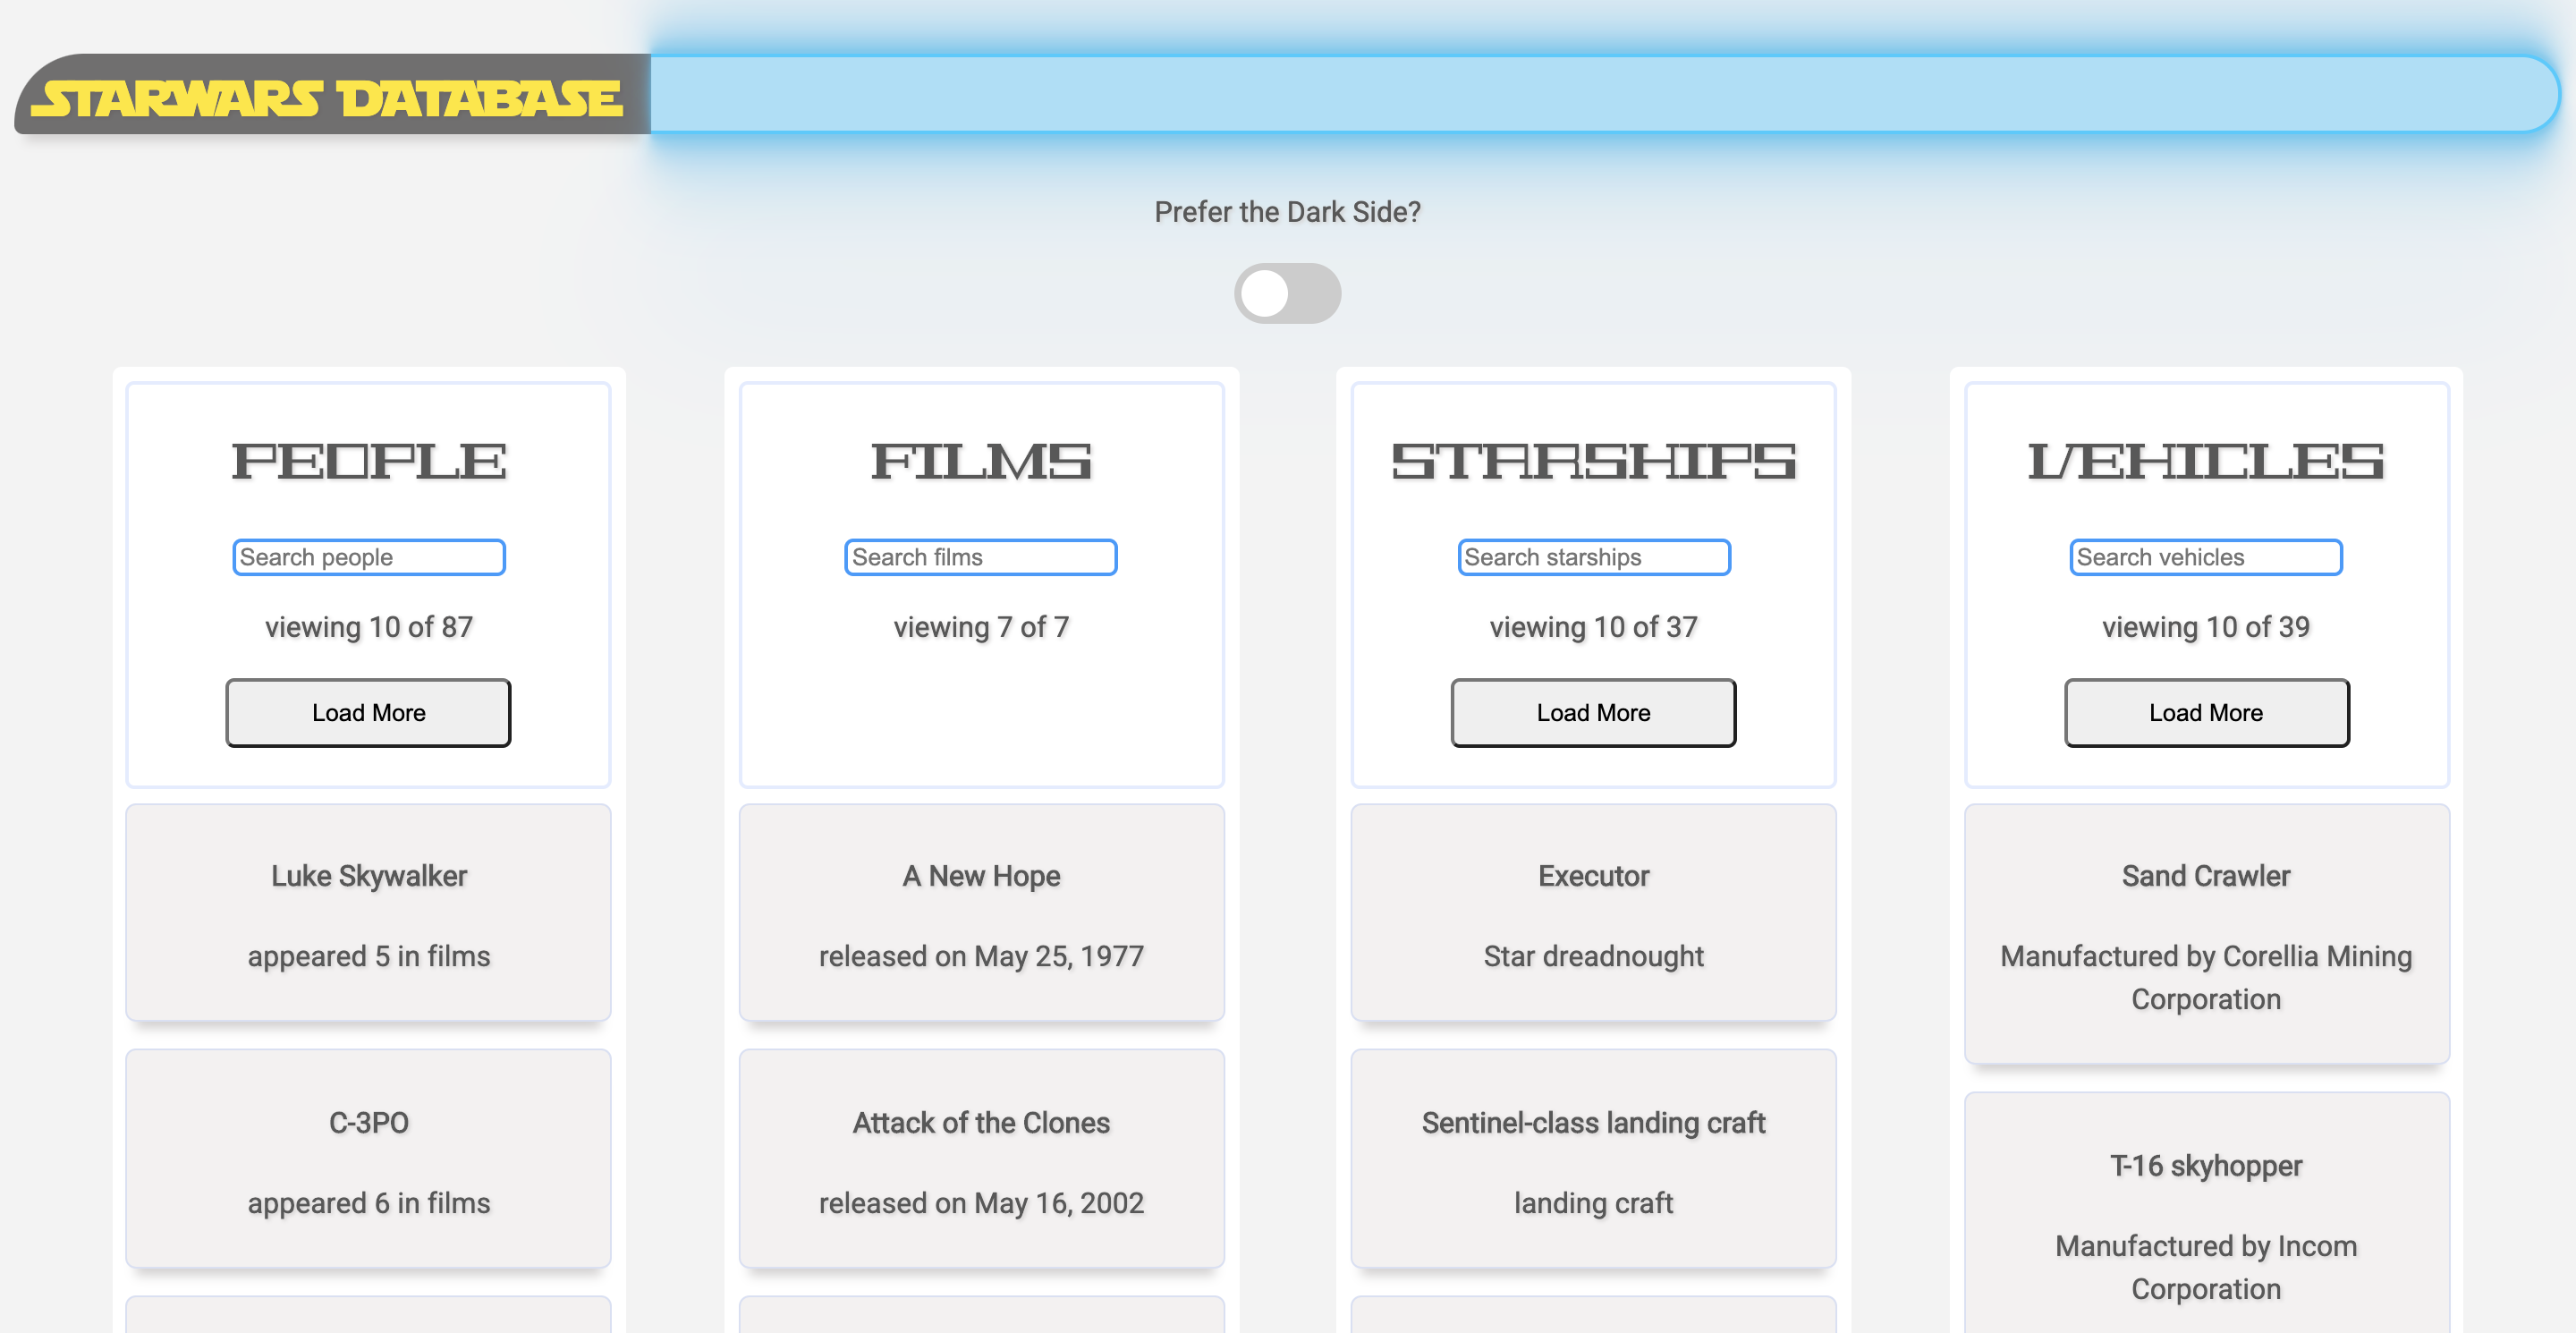 STARWARS DATABASE
Prefer the Dark Side?
PEOPLE
Search people
viewing 10 of 87
Load More
Luke Skywalker
appeared 5 in films
C-3PO
appeared 6 in films
FILMS
Search films
viewing 7 of 7
A New Hope
released on May 25, 1977
Attack of the Clones
released on May 16, 2002
STARSHIPS
Search starships
viewing 10 of 37
Load More
Executor
Star dreadnought
Sentinel-class landing craft
landing craft
VEHICLES
Search vehicles
viewing 10 of 39
Load More
Sand Crawler
Manufactured by Corellia Mining
Corporation
T-16 skyhopper
Manufactured by Incom
Corporation